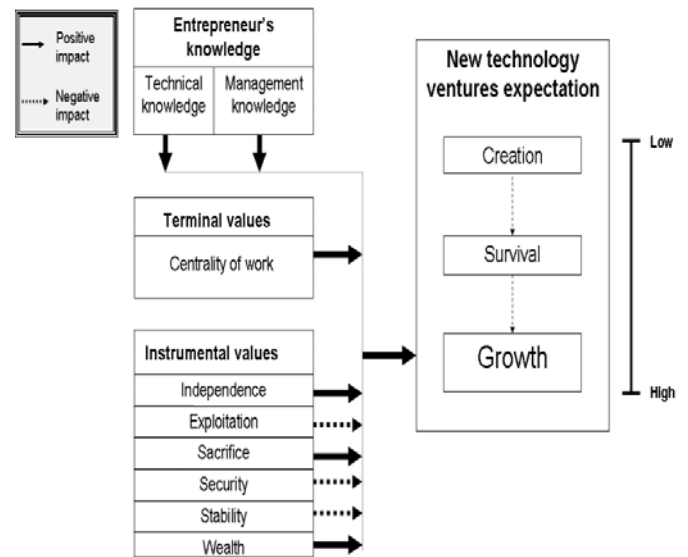 Positive
impact
Negative
impact
Entrepreneur's
knowledge
Technical
knowledge
Management
knowledge
Terminal values
Centrality of work
Instrumental values
Independence
Exploitation
Sacrifice
Security
Stability
Wealth
New technology
ventures expectation
Creation
Survival
Growth
Low
High